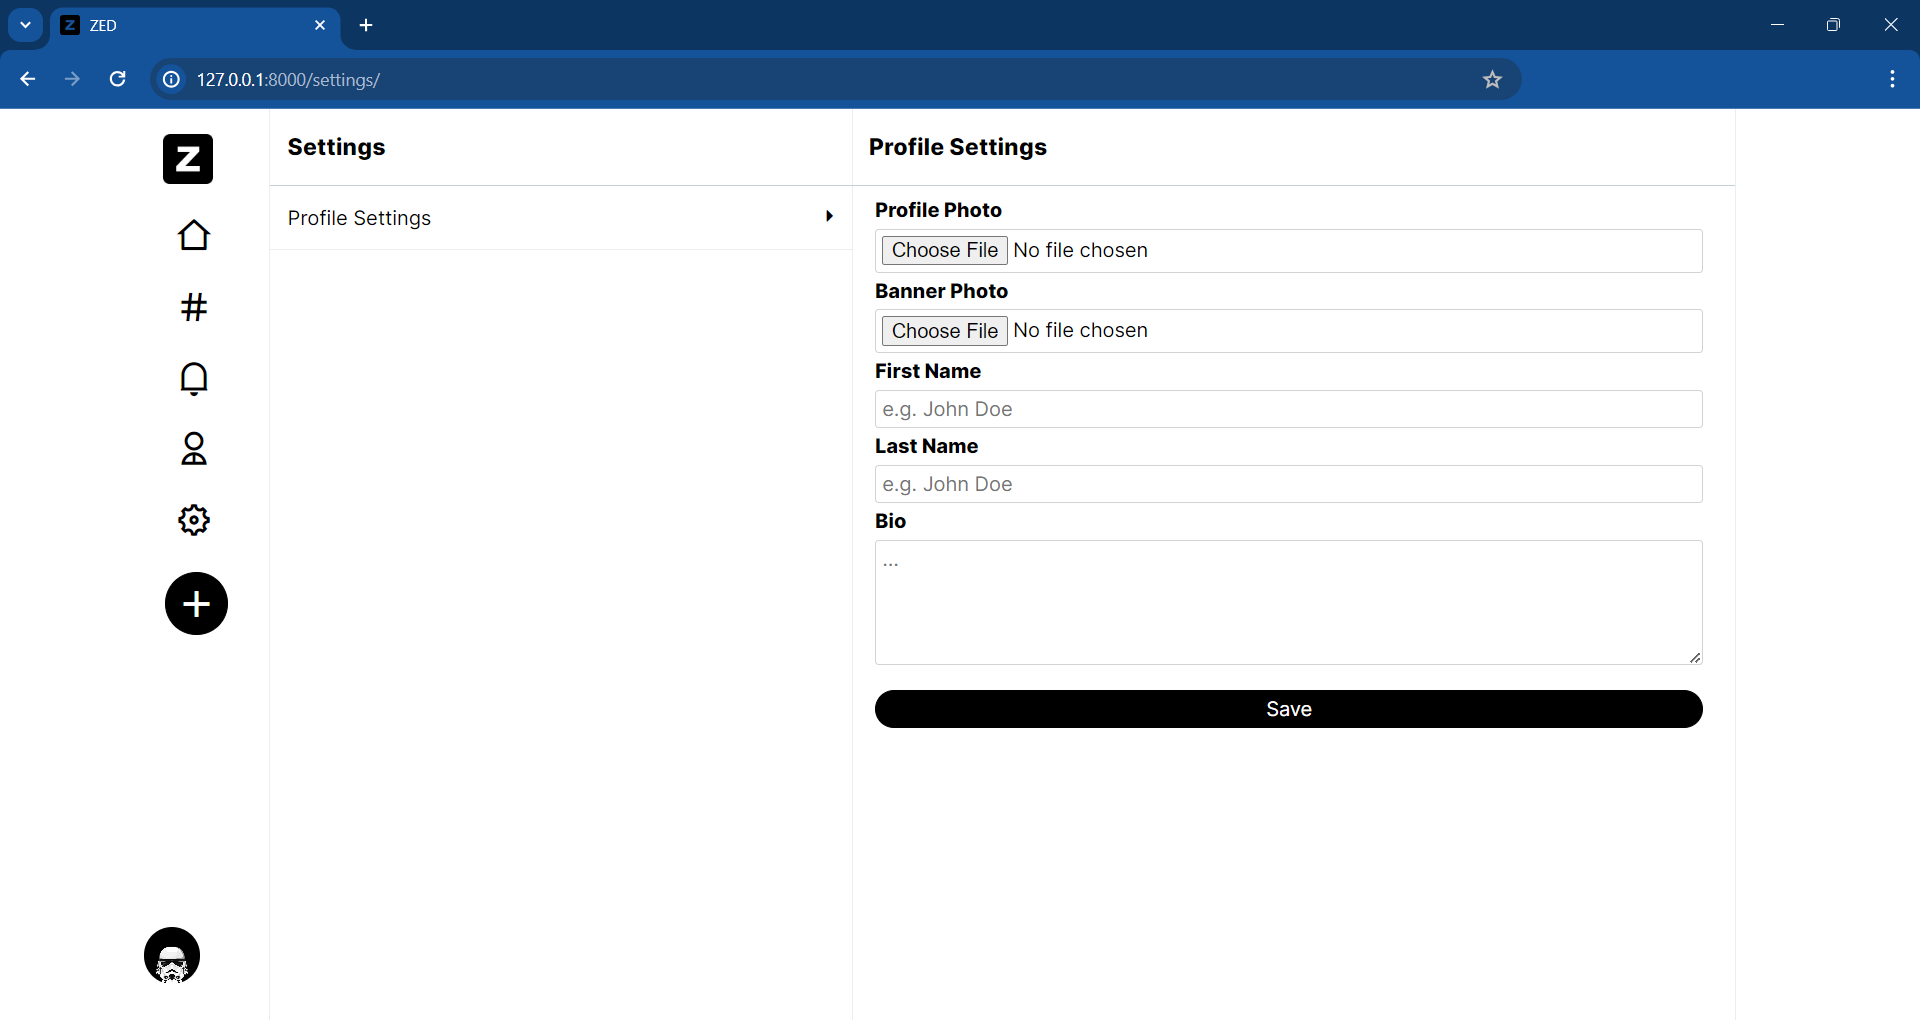 Z ZED
127.0.0.1:8000/settings/
Z
Settings
Profile Settings
Profile Settings
Profile Photo
Choose File No file chosen
Banner Photo
Choose File No file chosen
First Name
e.g. John Doe
Last Name
e.g. John Doe
Bio
...
Save